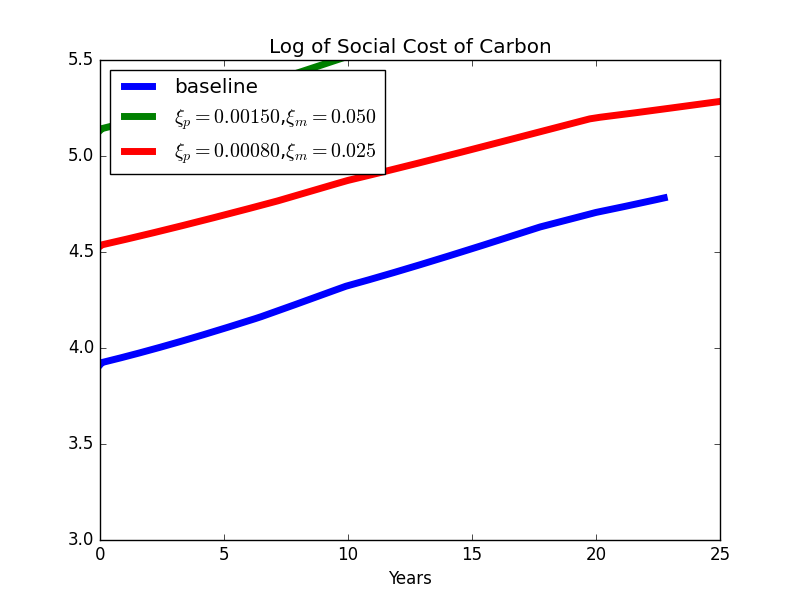 Log of Social Cost of Carbon
5.5
5.0
4.5
4.0
3.5
3.0
baseline
ξₚ = 0.00150,ξₘ = 0.050
ξₚ = 0.00080,ξₘ = 0.025
0 5 10 15 20 25
Years